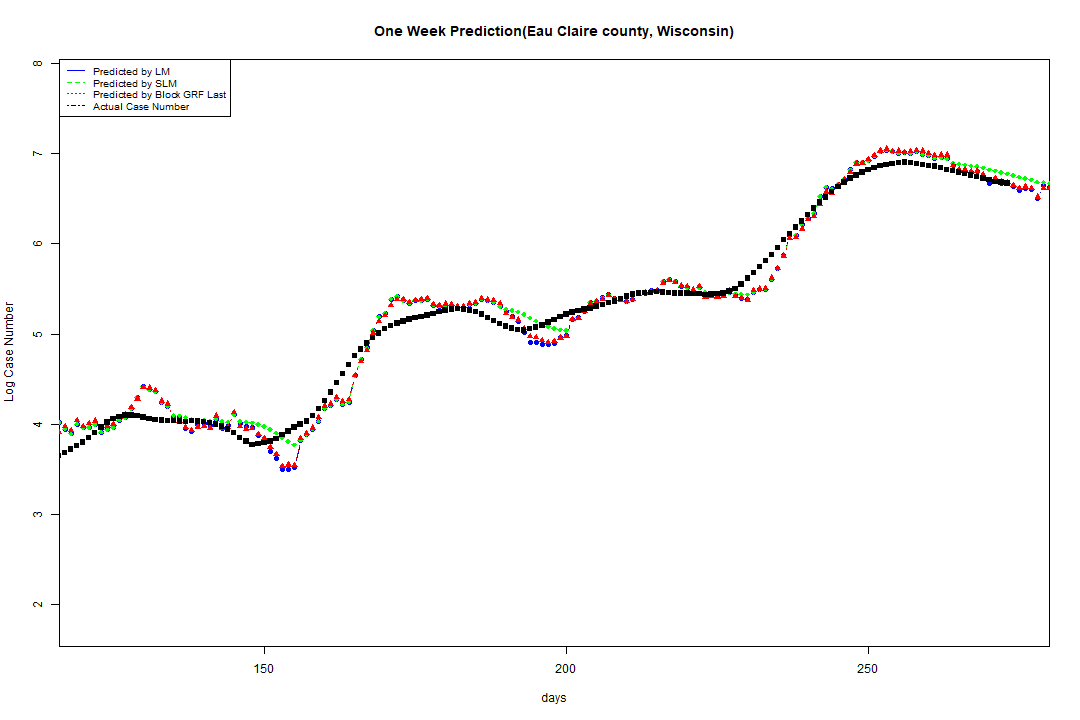 One Week Prediction(Eau Claire county, Wisconsin)
Predicted by LM
Predicted by SLM
Predicted by Block GRF Last
Actual Case Number
8
7
6
5
4
3
2
Log Case Number
150 200 250
days